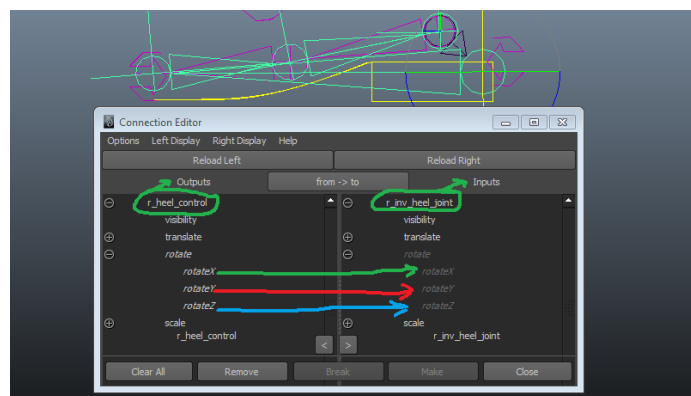 Connection Editor
Options Left Display Right Display Help
Reload Left Reload Right
Outputs from -> to Inputs
r_heel_control r_inv_heel_joint
visibility visibility
translate translate
rotate rotate
rotateX rotateX
rotateY rotateY
rotateZ rotateZ
scale scale
r_heel_control r_inv_heel_joint
< >
Clear All Remove Break Make Close